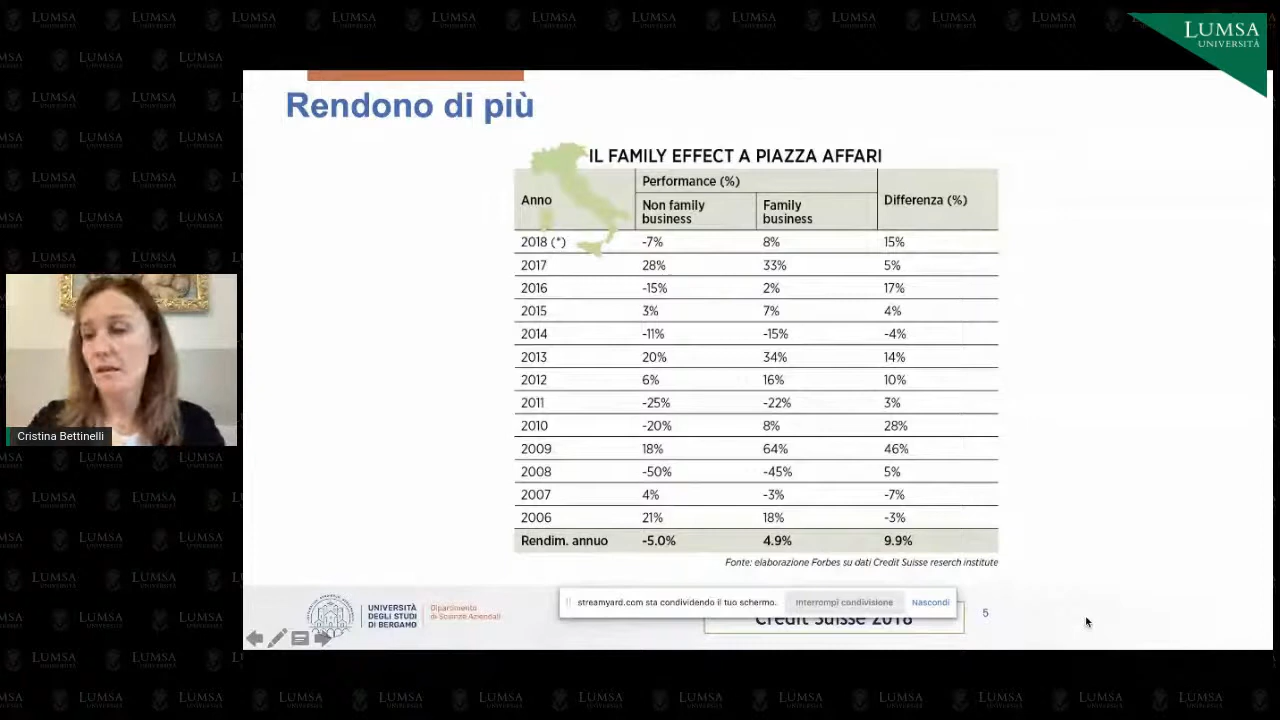 LUMSA
UNIVERSITÀ
Rendono di più
IL FAMILY EFFECT A PIAZZA AFFARI
Anno Performance (%) Differenza (%)
Non family business Family business
2018 (*) -7% 8% 15%
2017 28% 33% 5%
2016 -15% 2% 17%
2015 3% 7% 4%
2014 -11% -15% -4%
2013 20% 34% 14%
2012 6% 16% 10%
2011 -25% -22% 3%
2010 -20% 8% 28%
2009 18% 64% 46%
2008 -50% -45% 5%
2007 4% -3% -7%
2006 21% 18% -3%
Rendim. annuo -5.0% 4.9% 9.9%
Fonte: elaborazione Forbes su dati Credit Suisse reserch institute
Cristina Bettinelli
UNIVERSITÀ
DEGLI STUDI
DI BERGAMO
Dipartimento
di Scienze Aziendali
streamyard.com sta condividendo il tuo schermo. Interrompi condivisione Nascondi
Credit Suisse 2018
5